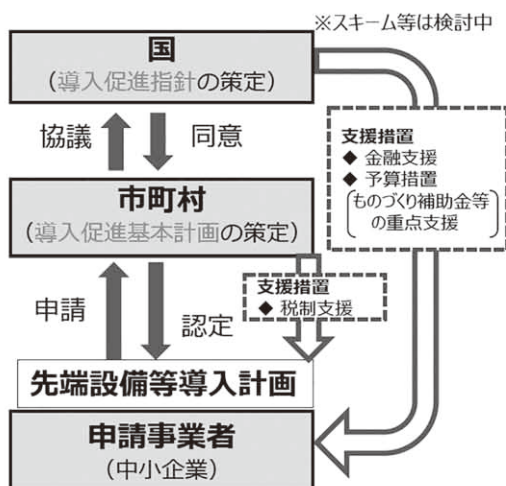 ※スキーム等は検討中
国
（導入促進指針の策定）
協議
同意
支援措置
◆ 金融支援
◆ 予算措置
ものづくり補助金等
の重点支援
市町村
（導入促進基本計画の策定）
支援措置
◆ 税制支援
申請
認定
先端設備等導入計画
申請事業者
（中小企業）